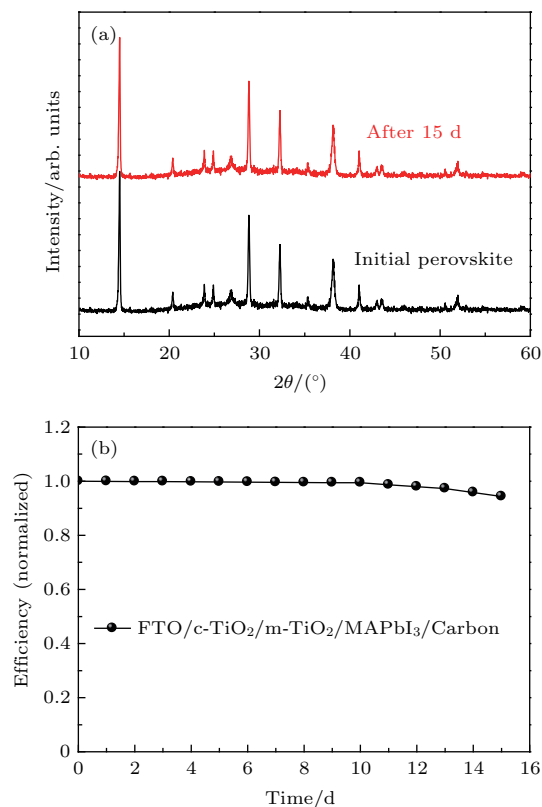 (a)
After 15 d
Initial perovskite
Intensity/arb. units
10 20 30 40 50 60
2θ/(°)
(b)
1.2
1.0
0.8
0.6
0.4
0.2
0
Efficiency (normalized)
FTO/c-TiO₂/m-TiO₂/MAPbI₃/Carbon
0 2 4 6 8 10 12 14 16
Time/d